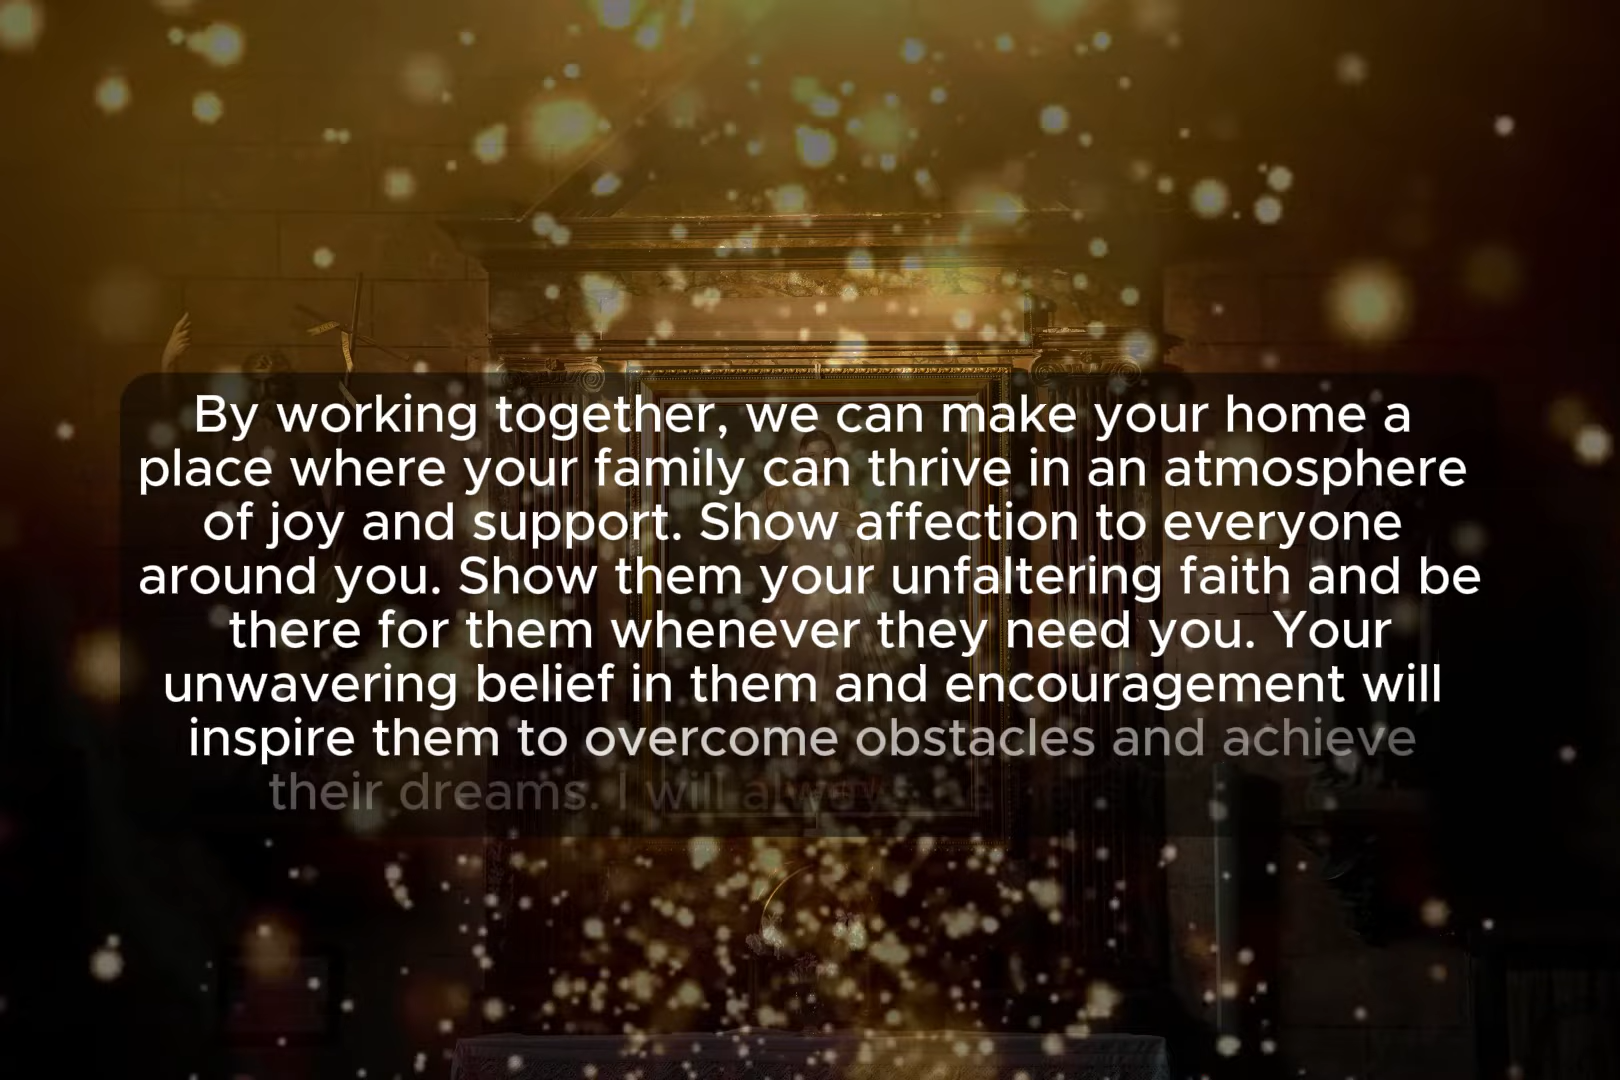 By working together, we can make your home a
place where your family can thrive in an atmosphere
of joy and support. Show affection to everyone
around you. Show them your unfaltering faith and be
there for them whenever they need you. Your
unwavering belief in them and encouragement will
inspire them to overcome obstacles and achieve
their dreams. I will always be